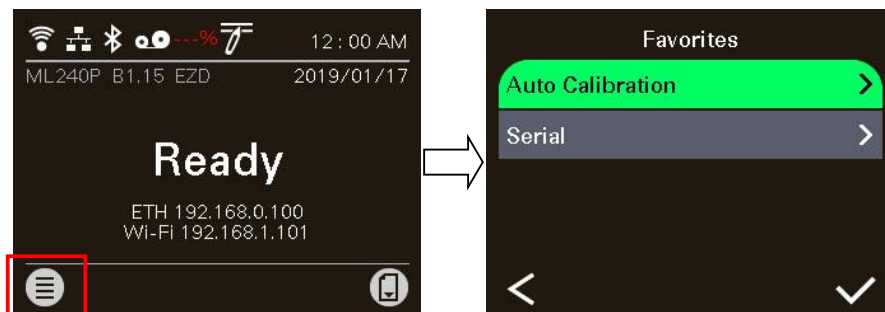 ---% 12:00 AM
ML240P B1.15 EZD 2019/01/17
Ready
ETH 192.168.0.100
Wi-Fi 192.168.1.101
Favorites
Auto Calibration
Serial